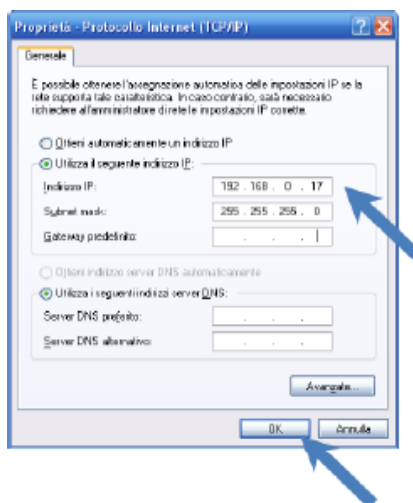 Proprietà - Protocollo Internet (TCP/IP)
Generale
È possibile ottenere l'assegnazione automatica delle impostazioni IP se la
rete supporta tale caratteristica. In caso contrario, sarà necessario
richiedere all'amministratore di rete le impostazioni IP corrette.
Ottieni automaticamente un indirizzo IP
Utilizza il seguente indirizzo IP:
Indirizzo IP: 192 . 168 . 0 . 17
Subnet mask: 255 . 255 . 255 . 0
Gateway predefinito: . . .
Ottieni indirizzo server DNS automaticamente
Utilizza i seguenti indirizzi server DNS:
Server DNS preferito: . . .
Server DNS alternativo: . . .
Avanzate...
OK Annulla